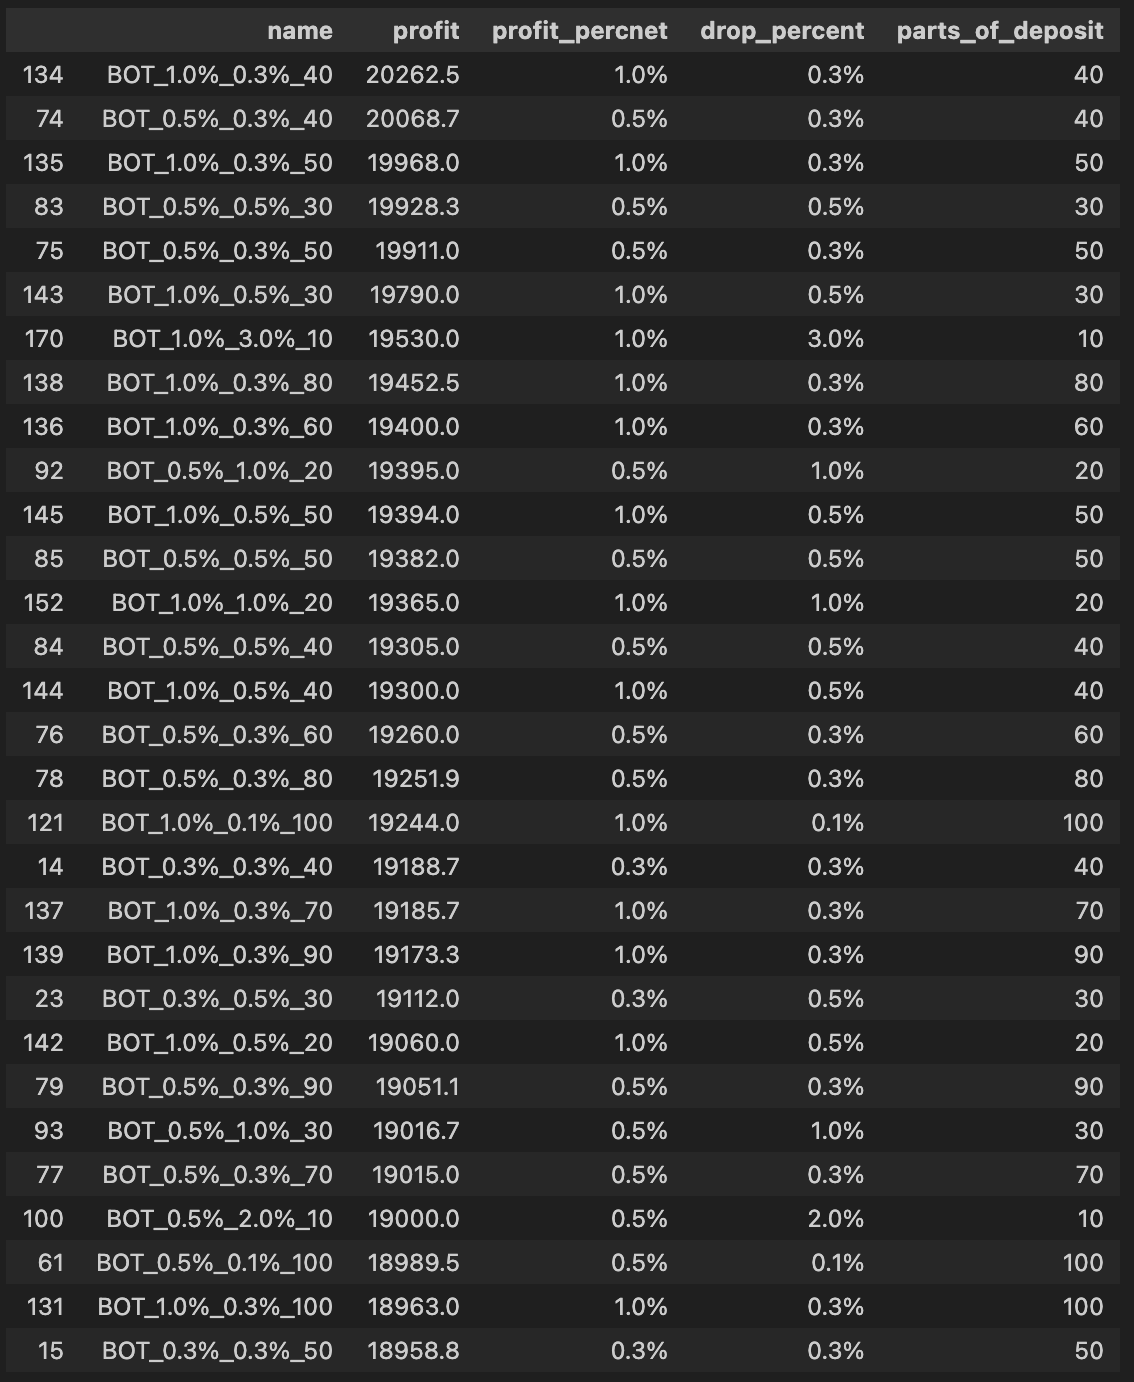 name profit profit_percnet drop_percent parts_of_deposit
134 BOT_1.0%_0.3%_40 20262.5 1.0% 0.3% 40
74 BOT_0.5%_0.3%_40 20068.7 0.5% 0.3% 40
135 BOT_1.0%_0.3%_50 19968.0 1.0% 0.3% 50
83 BOT_0.5%_0.5%_30 19928.3 0.5% 0.5% 30
75 BOT_0.5%_0.3%_50 19911.0 0.5% 0.3% 50
143 BOT_1.0%_0.5%_30 19790.0 1.0% 0.5% 30
170 BOT_1.0%_3.0%_10 19530.0 1.0% 3.0% 10
138 BOT_1.0%_0.3%_80 19452.5 1.0% 0.3% 80
136 BOT_1.0%_0.3%_60 19400.0 1.0% 0.3% 60
92 BOT_0.5%_1.0%_20 19395.0 0.5% 1.0% 20
145 BOT_1.0%_0.5%_50 19394.0 1.0% 0.5% 50
85 BOT_0.5%_0.5%_50 19382.0 0.5% 0.5% 50
152 BOT_1.0%_1.0%_20 19365.0 1.0% 1.0% 20
84 BOT_0.5%_0.5%_40 19305.0 0.5% 0.5% 40
144 BOT_1.0%_0.5%_40 19300.0 1.0% 0.5% 40
76 BOT_0.5%_0.3%_60 19260.0 0.5% 0.3% 60
78 BOT_0.5%_0.3%_80 19251.9 0.5% 0.3% 80
121 BOT_1.0%_0.1%_100 19244.0 1.0% 0.1% 100
14 BOT_0.3%_0.3%_40 19188.7 0.3% 0.3% 40
137 BOT_1.0%_0.3%_70 19185.7 1.0% 0.3% 70
139 BOT_1.0%_0.3%_90 19173.3 1.0% 0.3% 90
23 BOT_0.3%_0.5%_30 19112.0 0.3% 0.5% 30
142 BOT_1.0%_0.5%_20 19060.0 1.0% 0.5% 20
79 BOT_0.5%_0.3%_90 19051.1 0.5% 0.3% 90
93 BOT_0.5%_1.0%_30 19016.7 0.5% 1.0% 30
77 BOT_0.5%_0.3%_70 19015.0 0.5% 0.3% 70
100 BOT_0.5%_2.0%_10 19000.0 0.5% 2.0% 10
61 BOT_0.5%_0.1%_100 18989.5 0.5% 0.1% 100
131 BOT_1.0%_0.3%_100 18963.0 1.0% 0.3% 100
15 BOT_0.3%_0.3%_50 18958.8 0.3% 0.3% 50